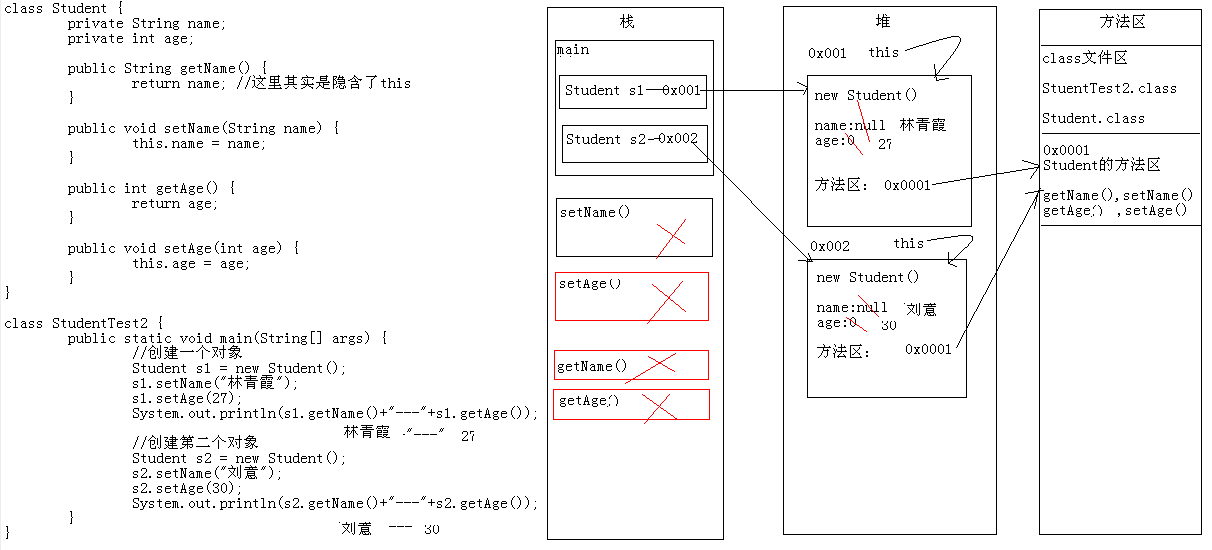 class Student {
private String name;
private int age;
public String getName() {
return name; //这里其实是隐含了this
}
public void setName(String name) {
this.name = name;
}
public int getAge() {
return age;
}
public void setAge(int age) {
this.age = age;
}
}
class StudentTest2 {
public static void main(String[] args) {
//创建一个对象
Student s1 = new Student();
s1.setName("林青霞");
s1.setAge(27);
System.out.println(s1.getName()+"---"+s1.getAge());
林青霞 "---" 27
//创建第二个对象
Student s2 = new Student();
s2.setName("刘意");
s2.setAge(30);
System.out.println(s2.getName()+"---"+s2.getAge());
}
刘意 --- 30
}
栈
main
Student s1 0x001
Student s2 0x002
setName()
setAge()
getName()
getAge()
堆
0x001 this
new Student()
name:null 林青霞
age:0 27
方法区: 0x0001
0x002 this
new Student()
name:null 刘意
age:0 30
方法区: 0x0001
方法区
class文件区
StuentTest2.class
Student.class
0x0001
Student的方法区
getName(),setName()
getAge() ,setAge()